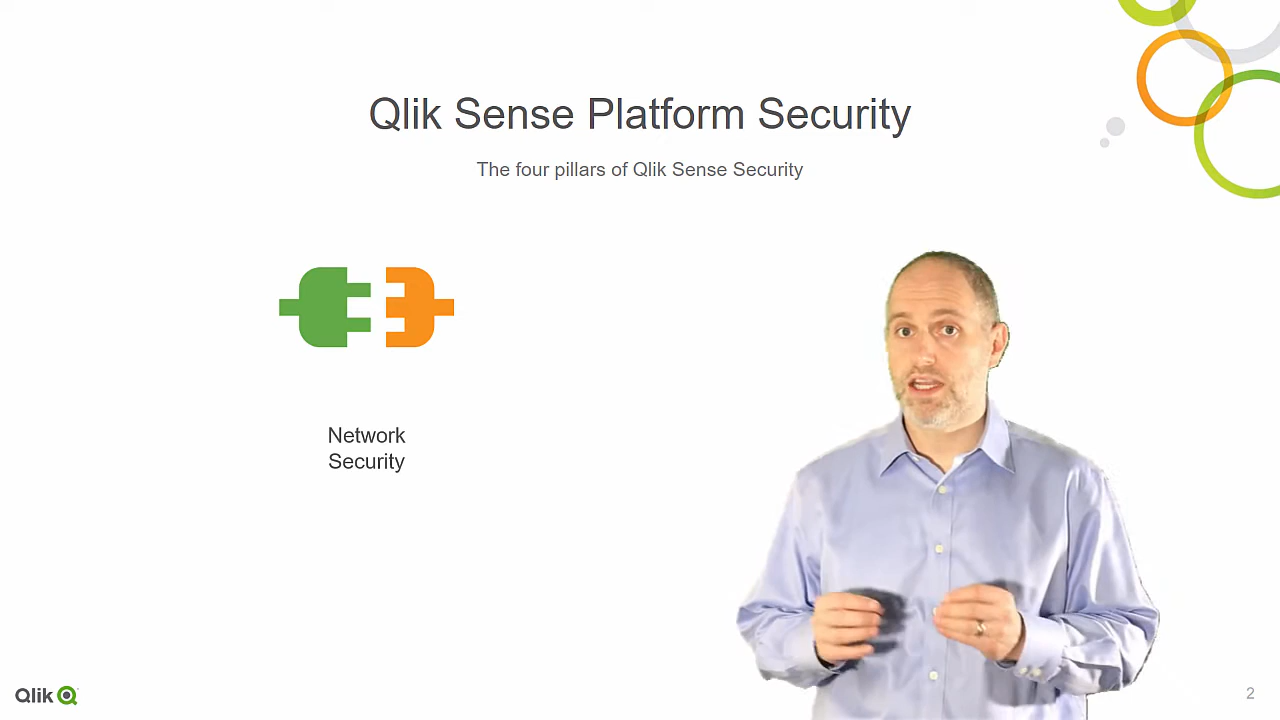 Qlik Sense Platform Security
The four pillars of Qlik Sense Security
Network
Security
Qlik
2